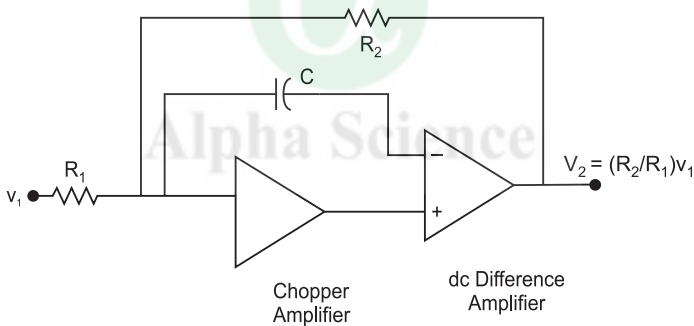 R2
C
Alpha Science
R1
v1
−
+
V2 = (R2/R1)v1
Chopper
Amplifier
dc Difference
Amplifier